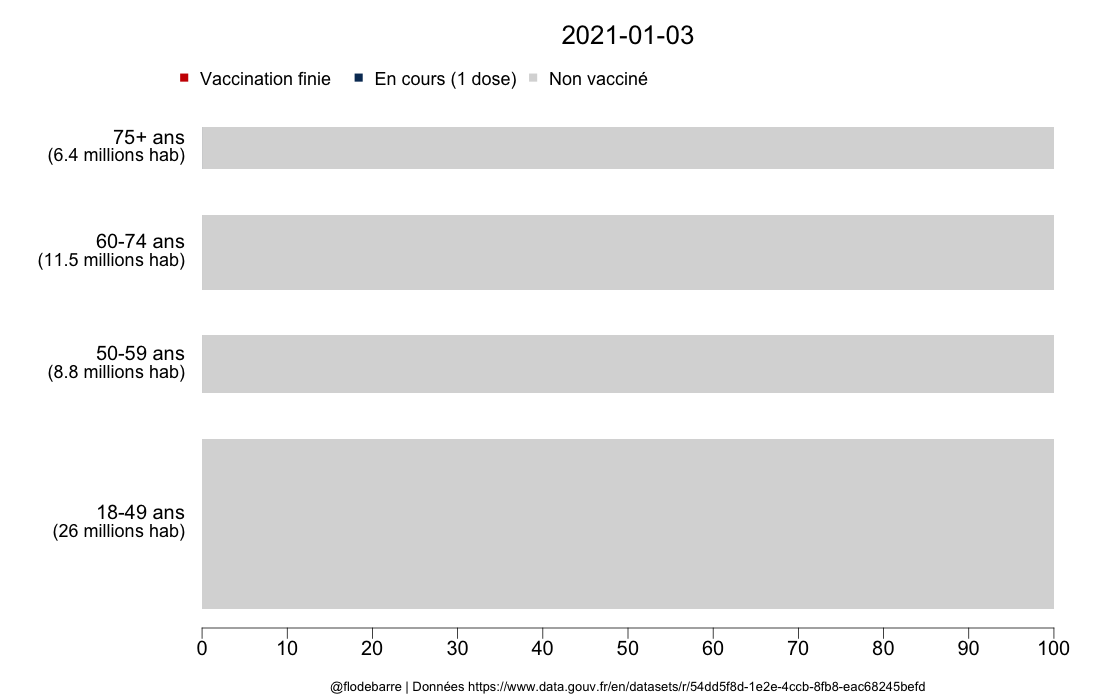 2021-01-03
Vaccination finie En cours (1 dose) Non vacciné
75+ ans
(6.4 millions hab)
60-74 ans
(11.5 millions hab)
50-59 ans
(8.8 millions hab)
18-49 ans
(26 millions hab)
0 10 20 30 40 50 60 70 80 90 100
@flodebarre | Données https://www.data.gouv.fr/en/datasets/r/54dd5f8d-1e2e-4ccb-8fb8-eac68245befd